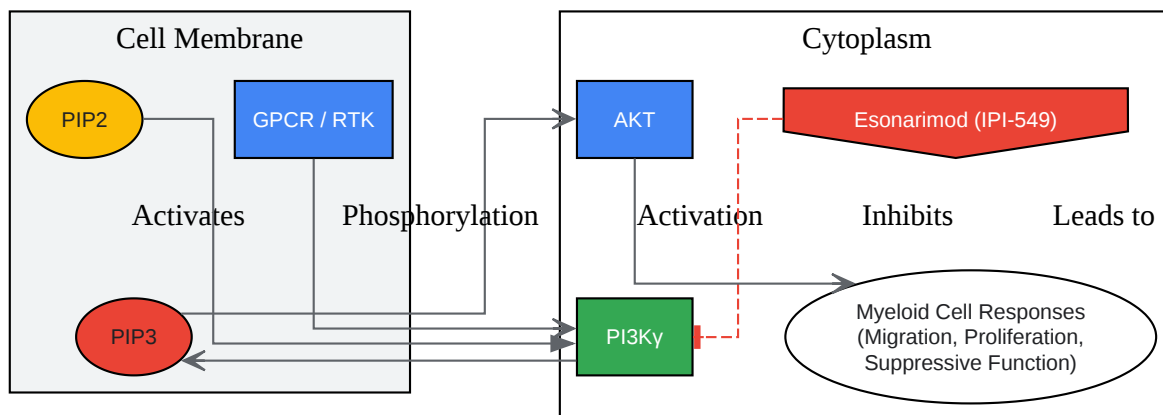 Cell Membrane
Cytoplasm
PIP2
GPCR / RTK
AKT
Esonarimod (IPI-549)
Activates
Phosphorylation
Activation
Inhibits
Leads to
PIP3
PI3Kγ
Myeloid Cell Responses
(Migration, Proliferation,
Suppressive Function)